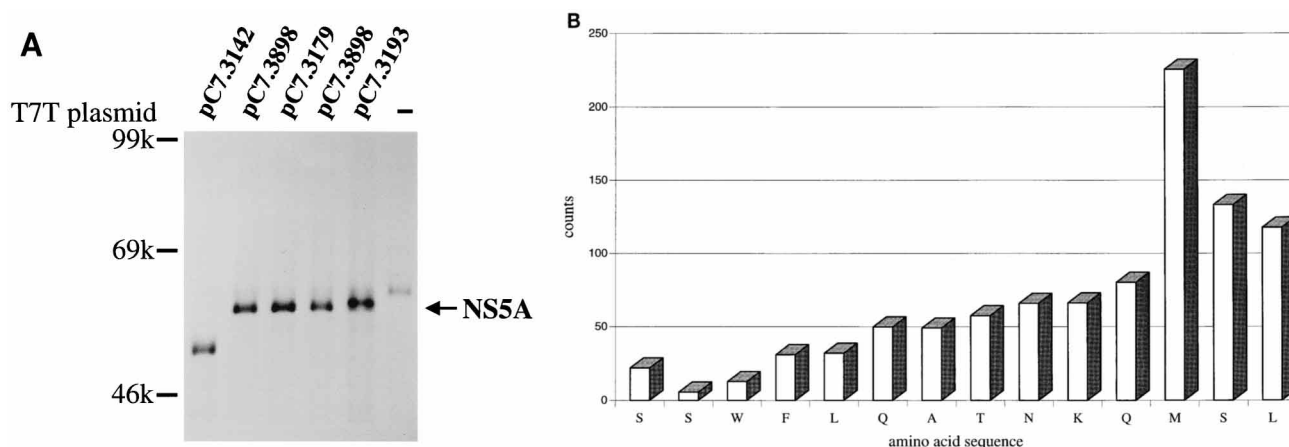 A
pC7.3142
pC7.3898
pC7.3179
pC7.3898
pC7.3193
T7T plasmid
–
99k
69k
NS5A
46k
B
250
200
150
100
50
0
counts
S S W F L Q A T N K Q M S L
amino acid sequence